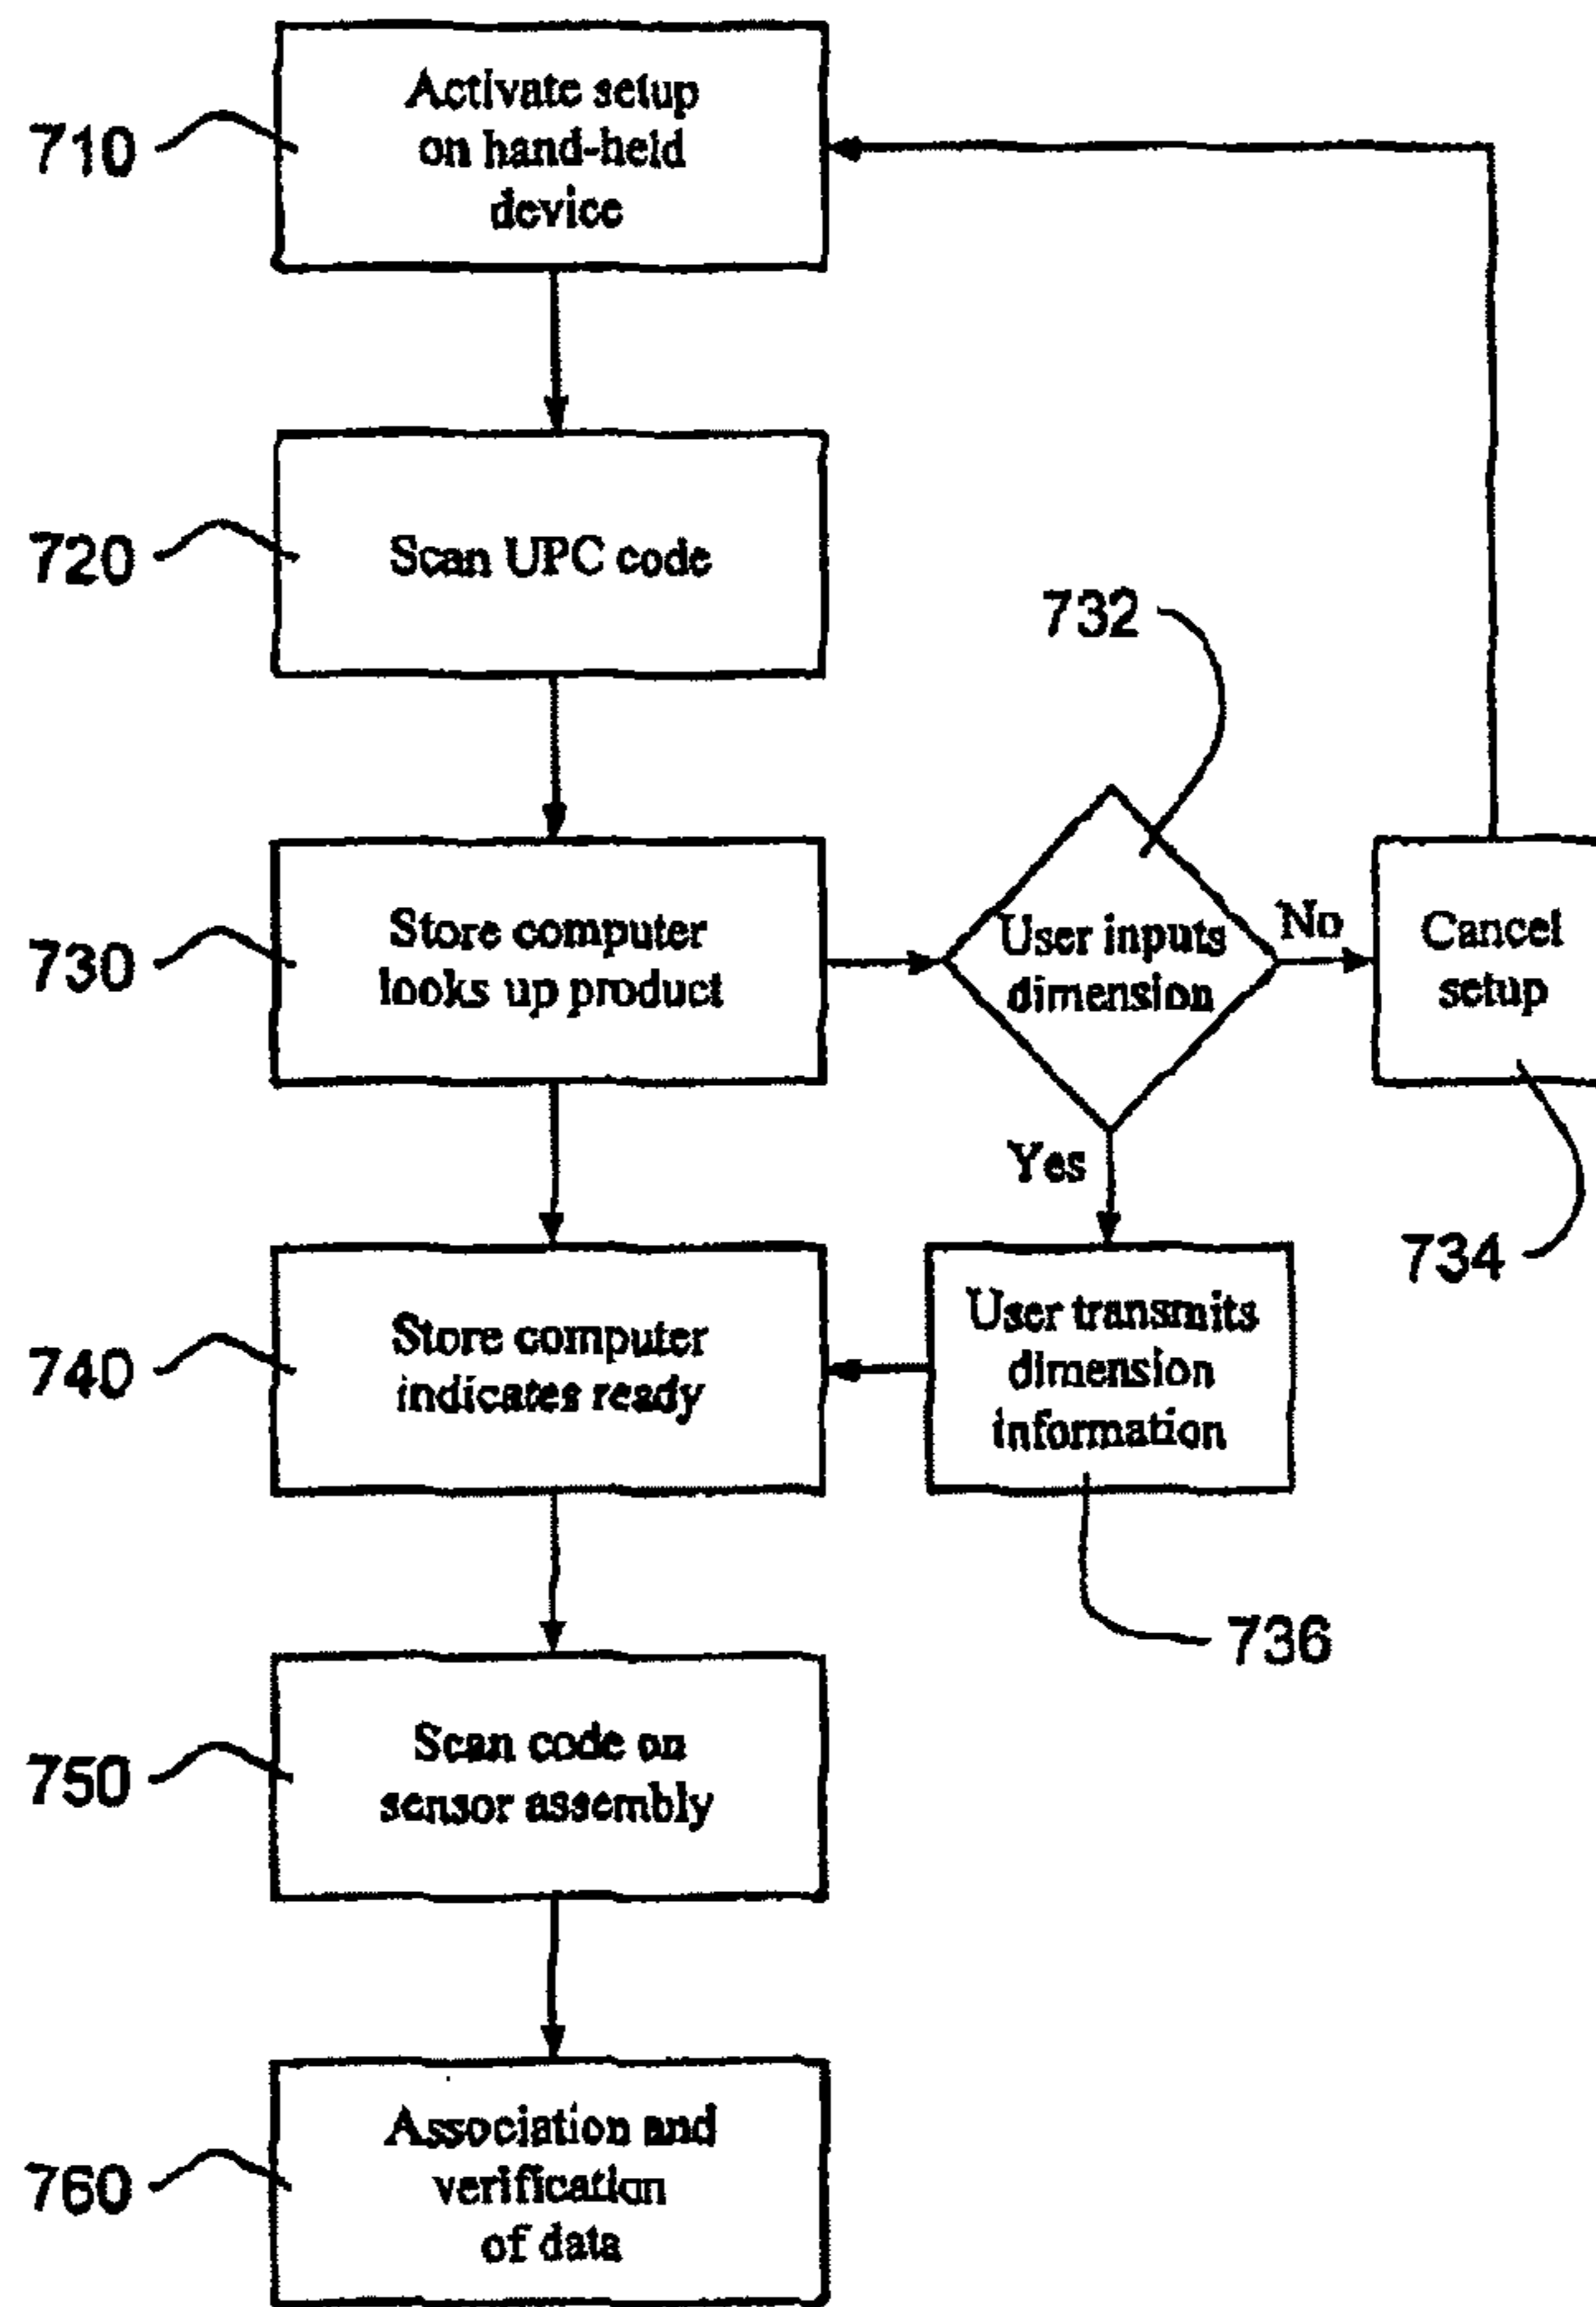 710
Activate setup
on hand-held
device
720
Scan UPC code
732
730
Store computer
looks up product
User inputs
dimension
No
Cancel
setup
Yes
734
740
Store computer
indicates ready
User transmits
dimension
information
736
750
Scan code on
sensor assembly
760
Association and
verification
of data